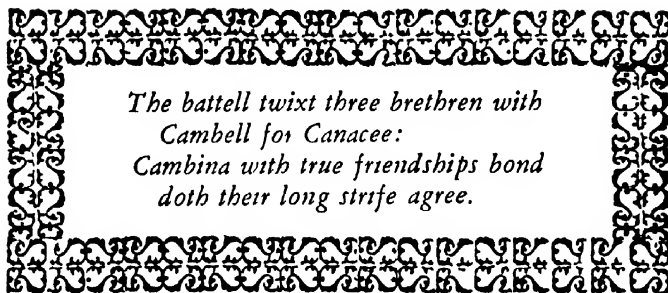 The battell twixt three brethren with
Cambell for Canacee:
Cambina with true friendships bond
doth their long strife agree.